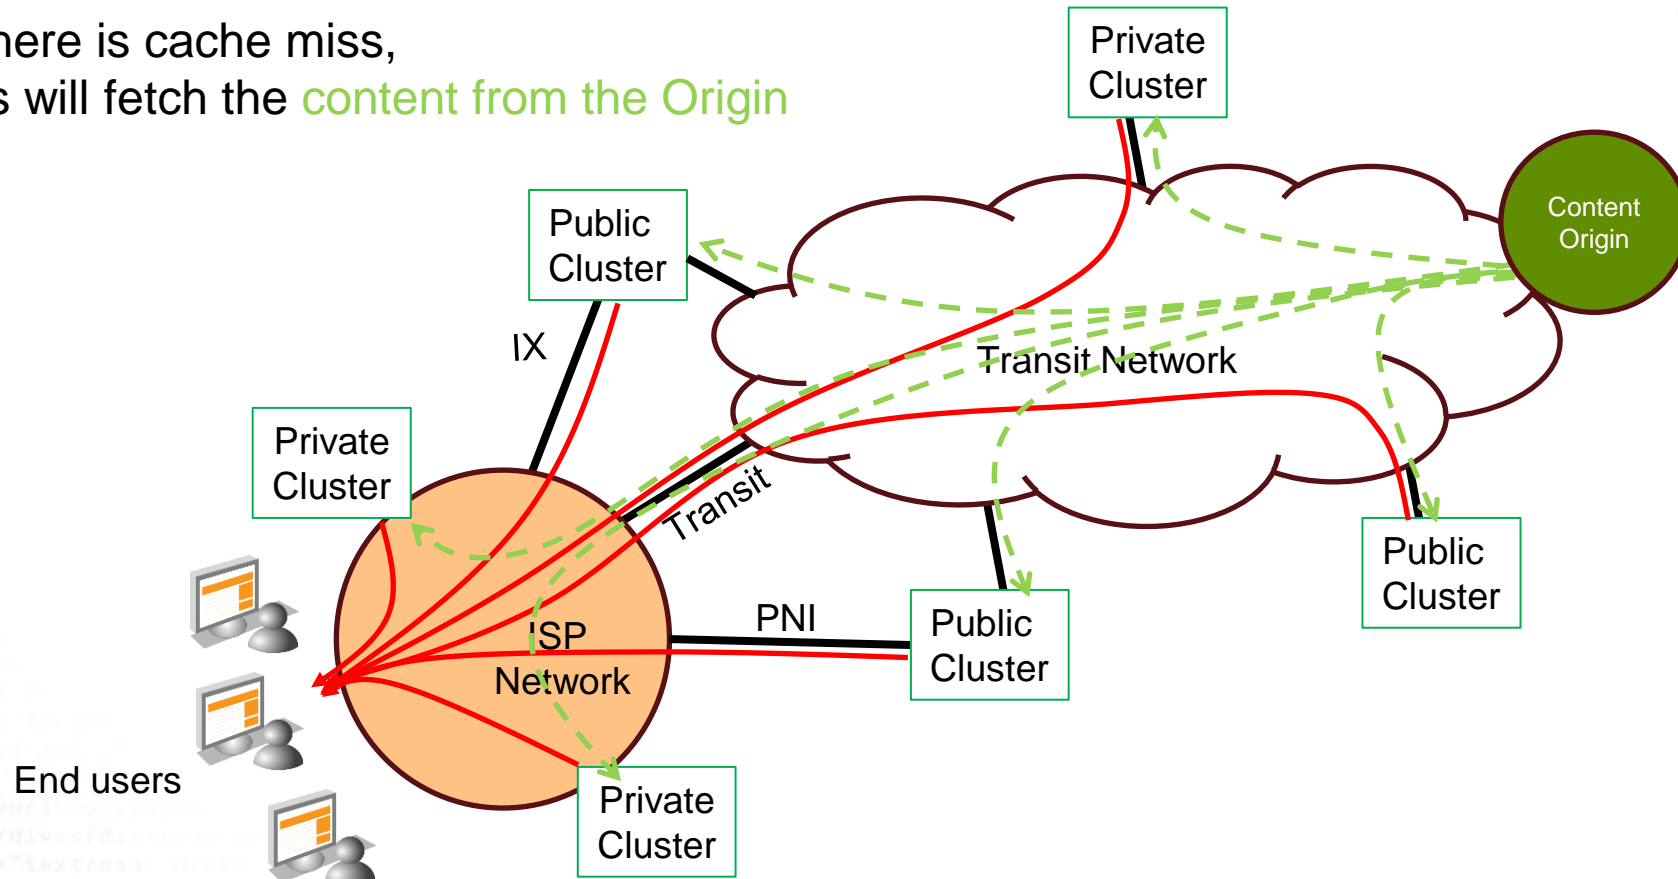 here is cache miss,
s will fetch the content from the Origin
Private
Cluster
Content
Origin
Public
Cluster
IX
Transit Network
Private
Cluster
Transit
Public
Cluster
PNI
Public
Cluster
ISP
Network
End users
Private
Cluster